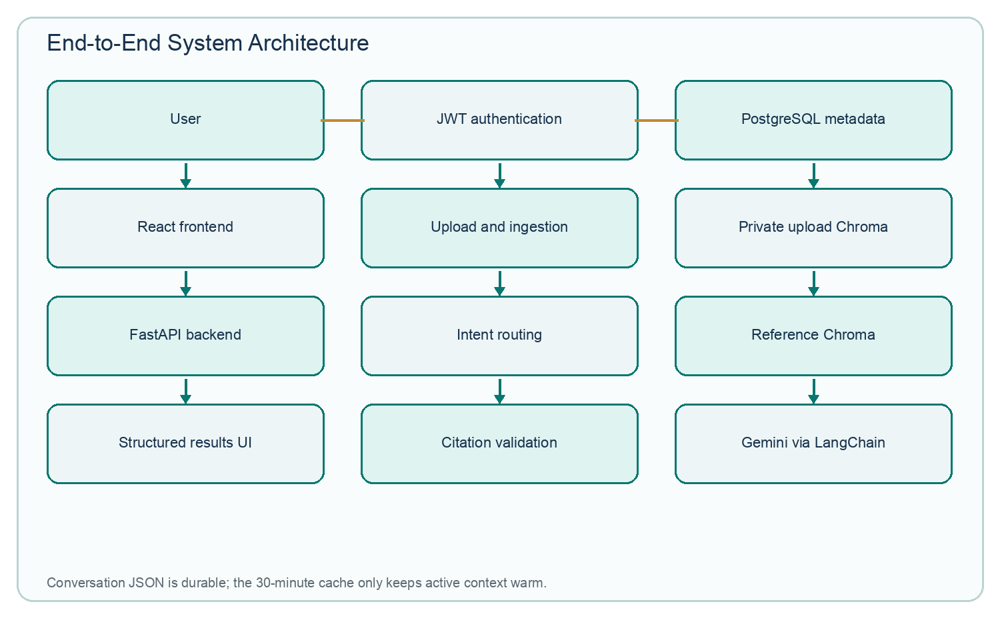 End-to-End System Architecture
User
JWT authentication
PostgreSQL metadata
React frontend
Upload and ingestion
Private upload Chroma
FastAPI backend
Intent routing
Reference Chroma
Structured results UI
Citation validation
Gemini via LangChain
Conversation JSON is durable; the 30-minute cache only keeps active context warm.